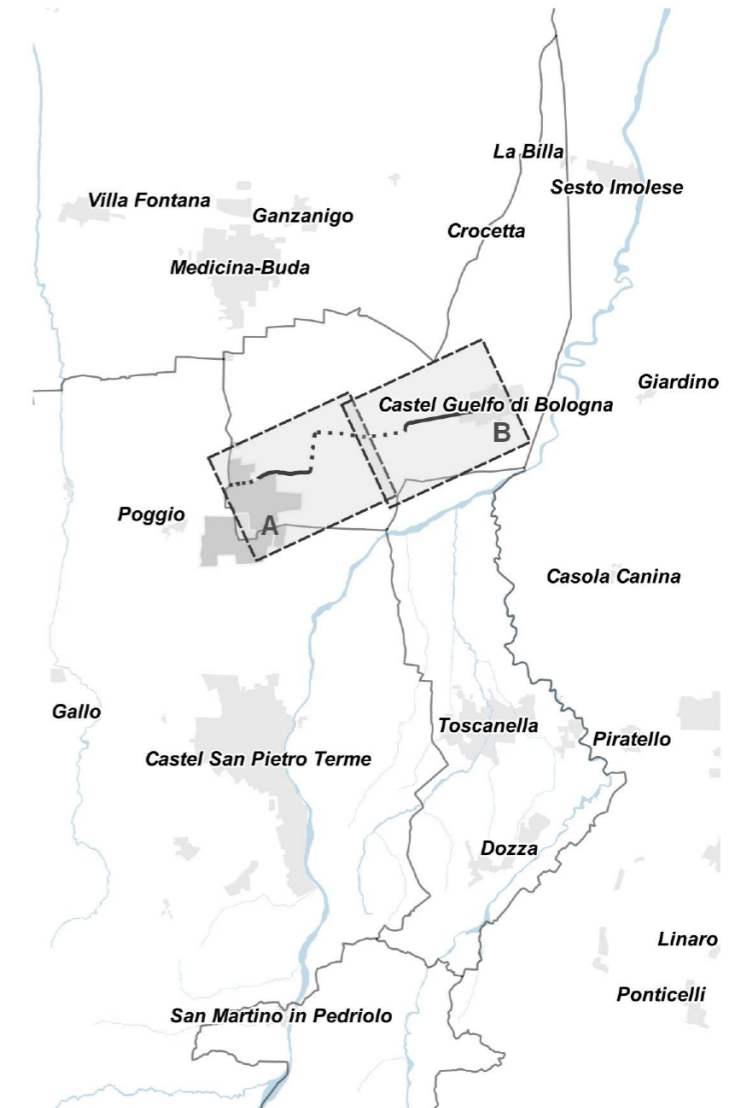 La Billa
Sesto Imolese
Villa Fontana
Ganzanigo
Crocetta
Medicina-Buda
Giardino
Castel Guelfo di Bologna
B
Poggio
A
Casola Canina
Gallo
Toscanella
Piratello
Castel San Pietro Terme
Dozza
Linaro
Ponticelli
San Martino in Pedriolo